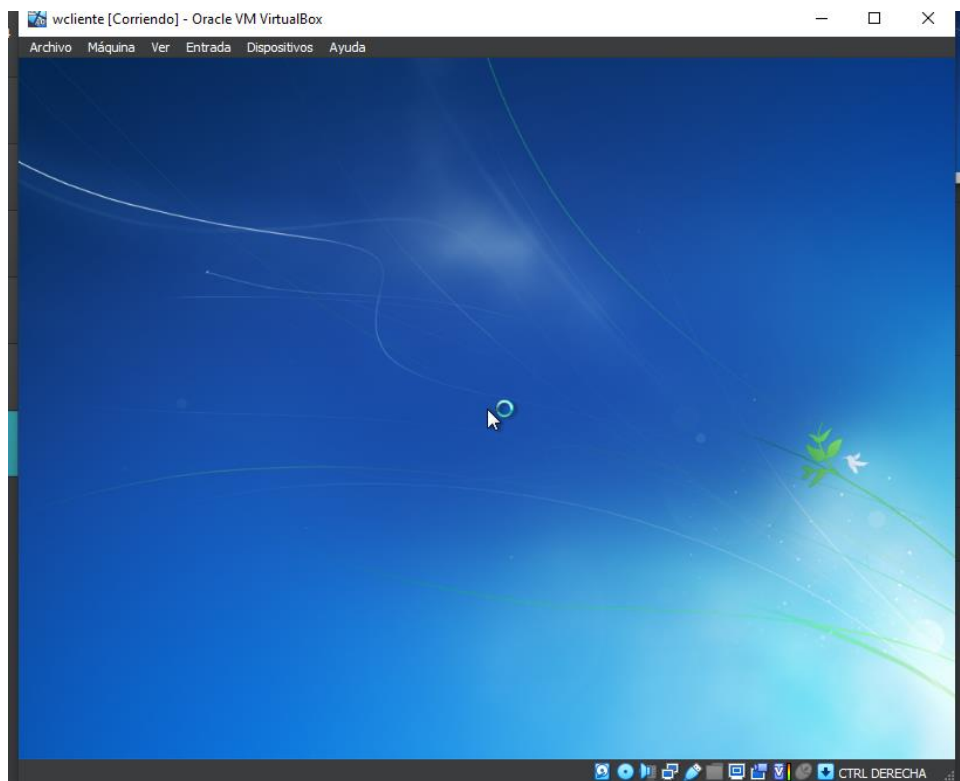 wcliente [Corriendo] - Oracle VM VirtualBox
Archivo Máquina Ver Entrada Dispositivos Ayuda
CTRL DERECHA